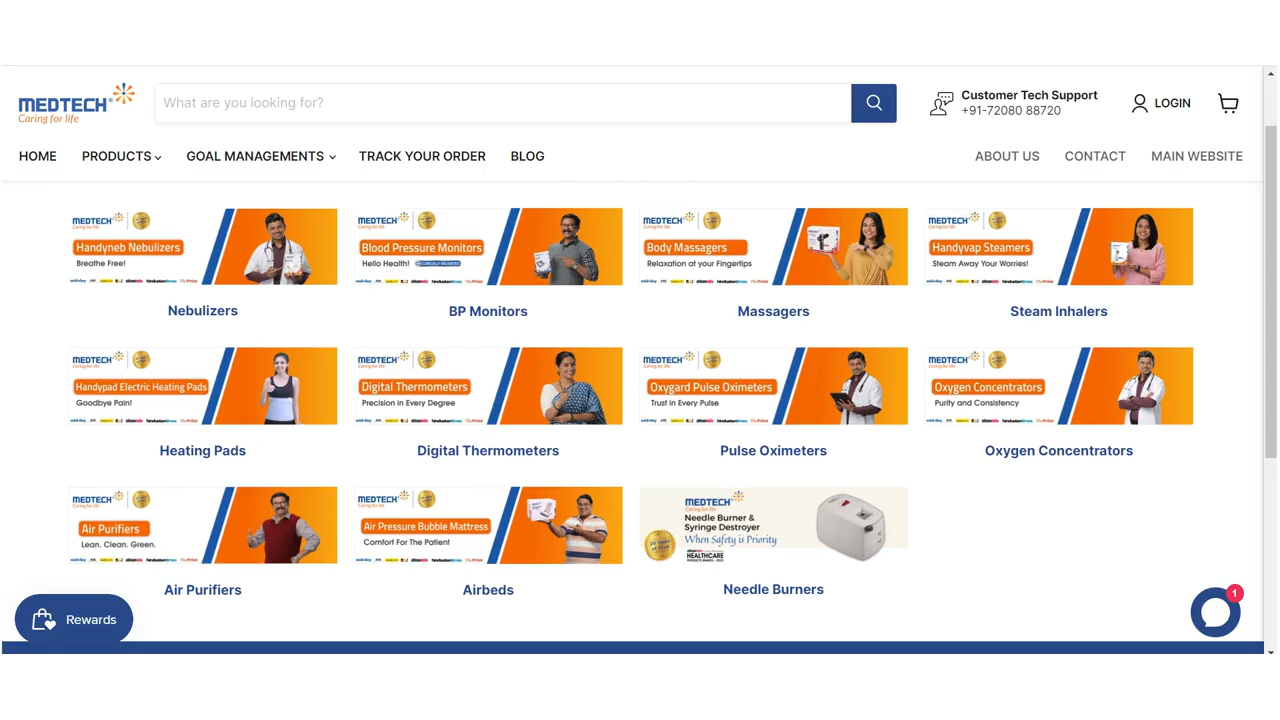 MEDTECH
Caring for life
What are you looking for?
Customer Tech Support
+91-72080 88720
LOGIN
HOME
PRODUCTS
GOAL MANAGEMENTS
TRACK YOUR ORDER
BLOG
ABOUT US
CONTACT
MAIN WEBSITE
MEDTECH
Handyneb Nebulizers
Breathe Free!
Nebulizers
MEDTECH
Blood Pressure Monitors
Hello Health! CLINICALLY VALIDATED
BP Monitors
MEDTECH
Body Massagers
Relaxation at your Fingertips
Massagers
MEDTECH
Handyvap Steamers
Steam Away Your Worries!
Steam Inhalers
MEDTECH
Handypad Electric Heating Pads
Goodbye Pain!
Heating Pads
MEDTECH
Digital Thermometers
Precision in Every Degree
Digital Thermometers
MEDTECH
Oxygard Pulse Oximeters
Trust in Every Pulse
Pulse Oximeters
MEDTECH
Oxygen Concentrators
Purity and Consistency
Oxygen Concentrators
MEDTECH
Air Purifiers
Lean. Clean. Green.
Air Purifiers
MEDTECH
Air Pressure Bubble Mattress
Comfort For The Patient
Airbeds
MEDTECH
Caring for life
Needle Burner &
Syringe Destroyer
When Safety is Priority
HEALTHCARE
Needle Burners
Rewards
1